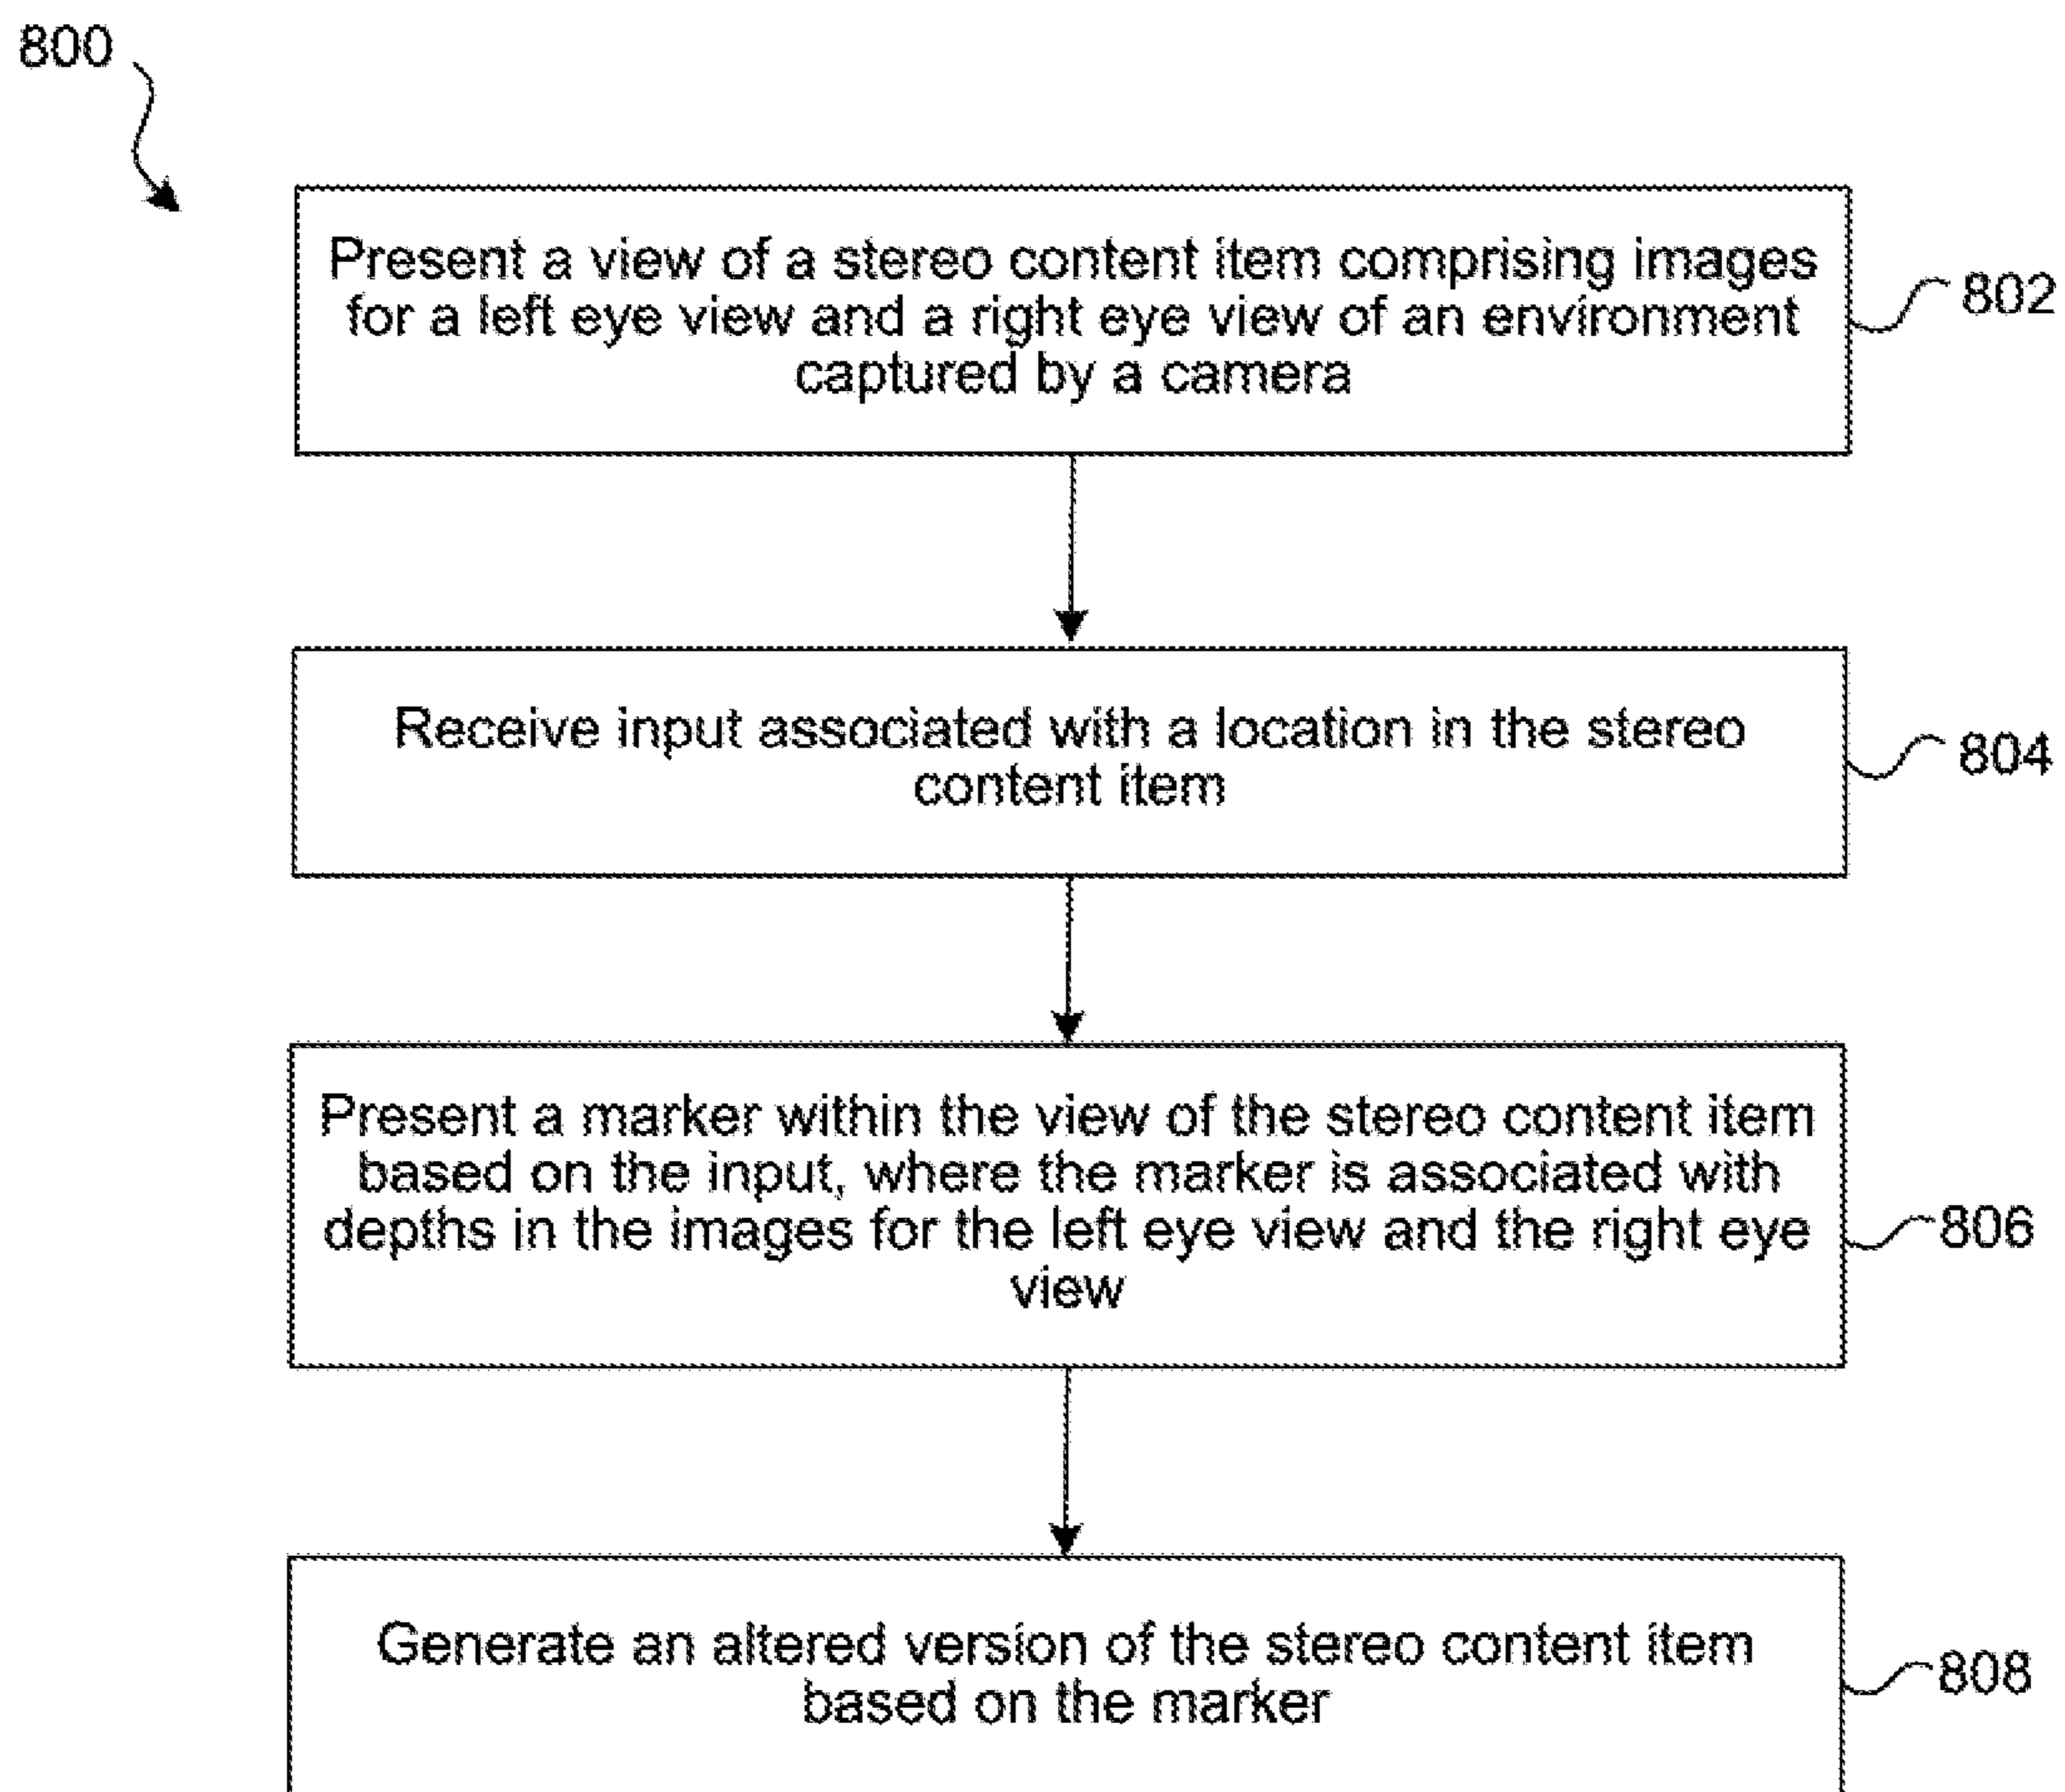 800
Present a view of a stereo content item comprising images
for a left eye view and a right eye view of an environment
captured by a camera
802
Receive input associated with a location in the stereo
content item
804
Present a marker within the view of the stereo content item
based on the input, where the marker is associated with
depths in the images for the left eye view and the right eye
view
806
Generate an altered version of the stereo content item
based on the marker
808